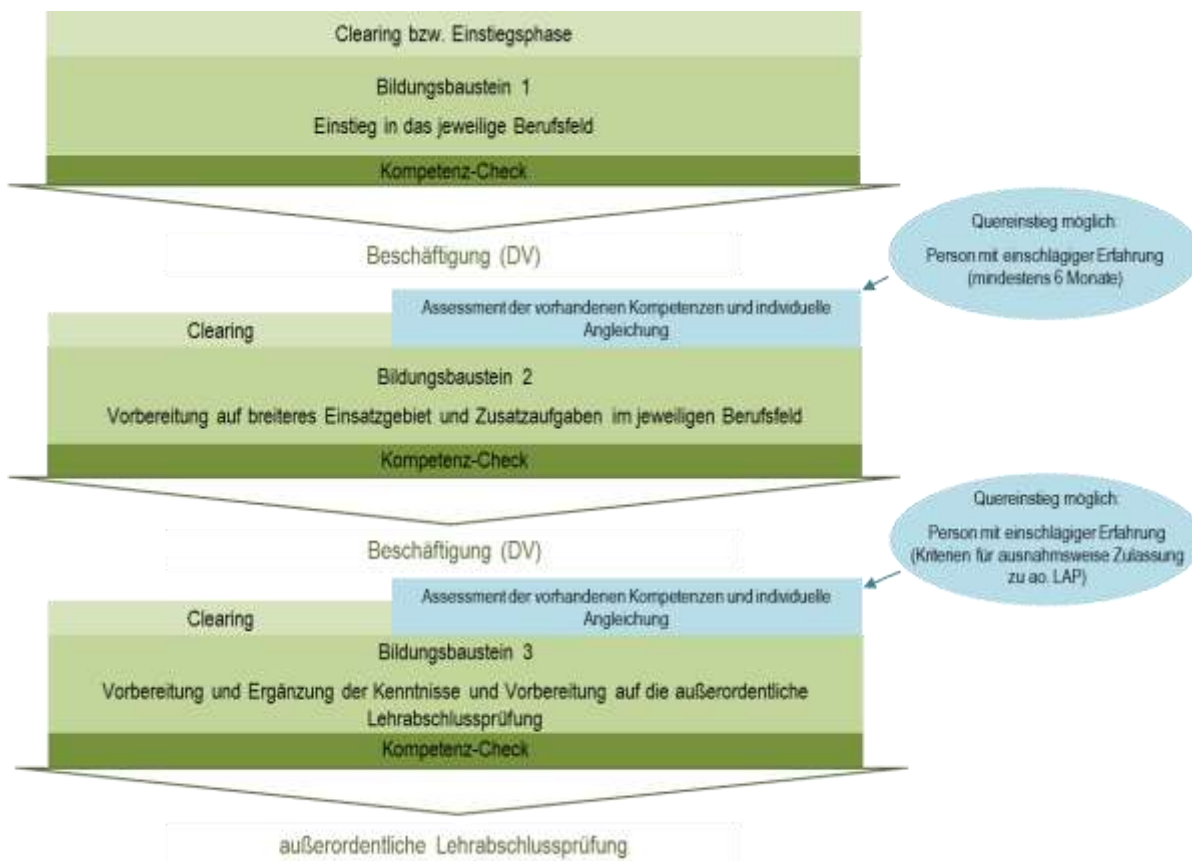 Clearing bzw. Einstiegsphase
Bildungsbaustein 1
Einstieg in das jeweilige Berufsfeld
Kompetenz-Check
Beschäftigung (DV)
Quereinstieg möglich:
Person mit einschlägiger Erfahrung
(mindestens 6 Monate)
Assessment der vorhandenen Kompetenzen und individuelle
Angleichung
Clearing
Bildungsbaustein 2
Vorbereitung auf breiteres Einsatzgebiet und Zusatzaufgaben im jeweiligen Berufsfeld
Kompetenz-Check
Beschäftigung (DV)
Quereinstieg möglich:
Person mit einschlägiger Erfahrung
(Kriterien für ausnahmsweise Zulassung
zu ao. LAP)
Assessment der vorhandenen Kompetenzen und individuelle
Angleichung
Clearing
Bildungsbaustein 3
Vorbereitung und Ergänzung der Kenntnisse und Vorbereitung auf die außerordentliche
Lehrabschlussprüfung
Kompetenz-Check
außerordentliche Lehrabschlussprüfung